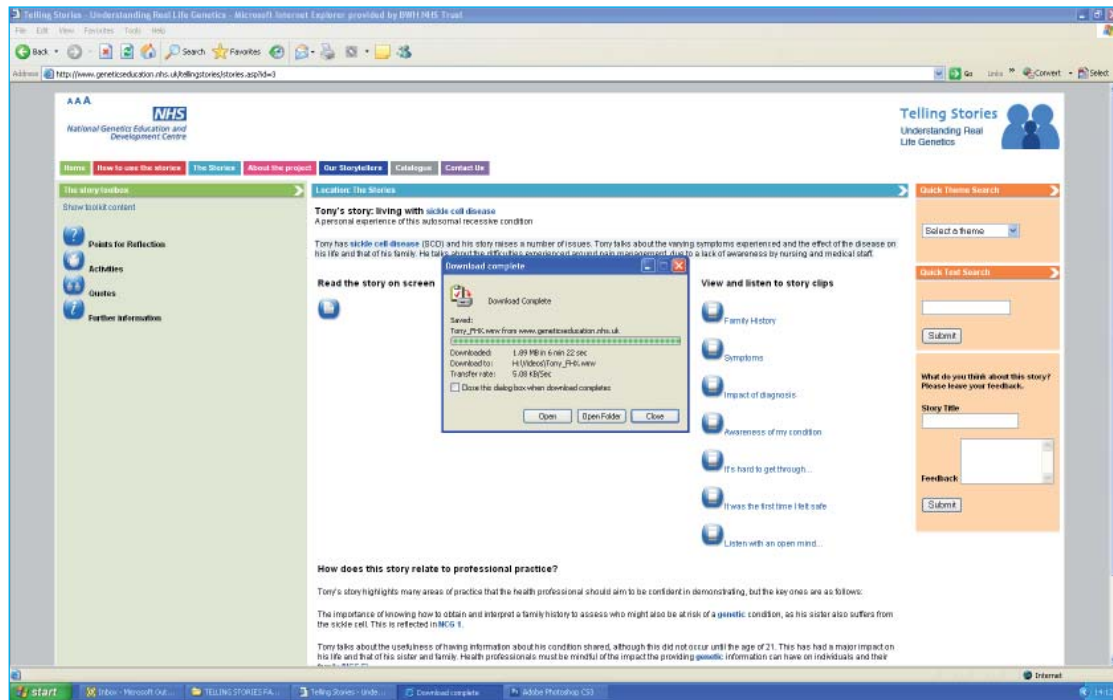 Telling Stories - Understanding Real Life Genetics - Microsoft Internet Explorer provided by BWH NHS Trust
File Edit View Favorites Tools Help
Back Search Favorites
Address http://www.geneticseducation.nhs.uk/tellingstories/stories.asp?id=3 Go Links » Convert Select
A A A
NHS
National Genetics Education and
Development Centre
Telling Stories
Understanding Real
Life Genetics
Home How to use the stories The Stories About the project Our Storytellers Catalogue Contact Us
The story toolbox
Show toolkit content
Points for Reflection
Activities
Quotes
Further information
Location: The Stories
Tony's story: living with sickle cell disease
A personal experience of this autosomal recessive condition
Tony has sickle cell disease (SCD) and his story raises a number of issues. Tony talks about the varying symptoms experienced and the effect of the disease on
his life and that of his family. He talks about the difficulties experienced around pain management, due to a lack of awareness by nursing and medical staff.
Read the story on screen
View and listen to story clips
Family History
Symptoms
Impact of diagnosis
Awareness of my condition
It's hard to get through...
It was the first time I felt safe
Listen with an open mind...
Download complete
Download Complete
Saved:
Tony_FHX.wmv from www.geneticseducation.nhs.uk
Downloaded: 1.89 MB in 6 min 22 sec
Download to: H:\Videos\Tony_FHX.wmv
Transfer rate: 5.08 KB/Sec
Close this dialog box when download completes
Open Open Folder Close
How does this story relate to professional practice?
Tony's story highlights many areas of practice that the health professional should aim to be confident in demonstrating, but the key ones are as follows:
The importance of knowing how to obtain and interpret a family history to assess who might also be at risk of a genetic condition, as his sister also suffers from
the sickle cell. This is reflected in NCG 1.
Tony talks about the usefulness of having information about his condition shared, although this did not occur until the age of 21. This has had a major impact on
his life and that of his sister and family. Health professionals must be mindful of the impact the providing genetic information can have on individuals and their
Quick Theme Search
Select a theme
Quick Text Search
Submit
What do you think about this story?
Please leave your feedback.
Story Title
Feedback
Submit
Internet
start Inbox - Microsoft Out... TELLING STORIES FA... Telling Stories - Unde... Download complete Adobe Photoshop CS3